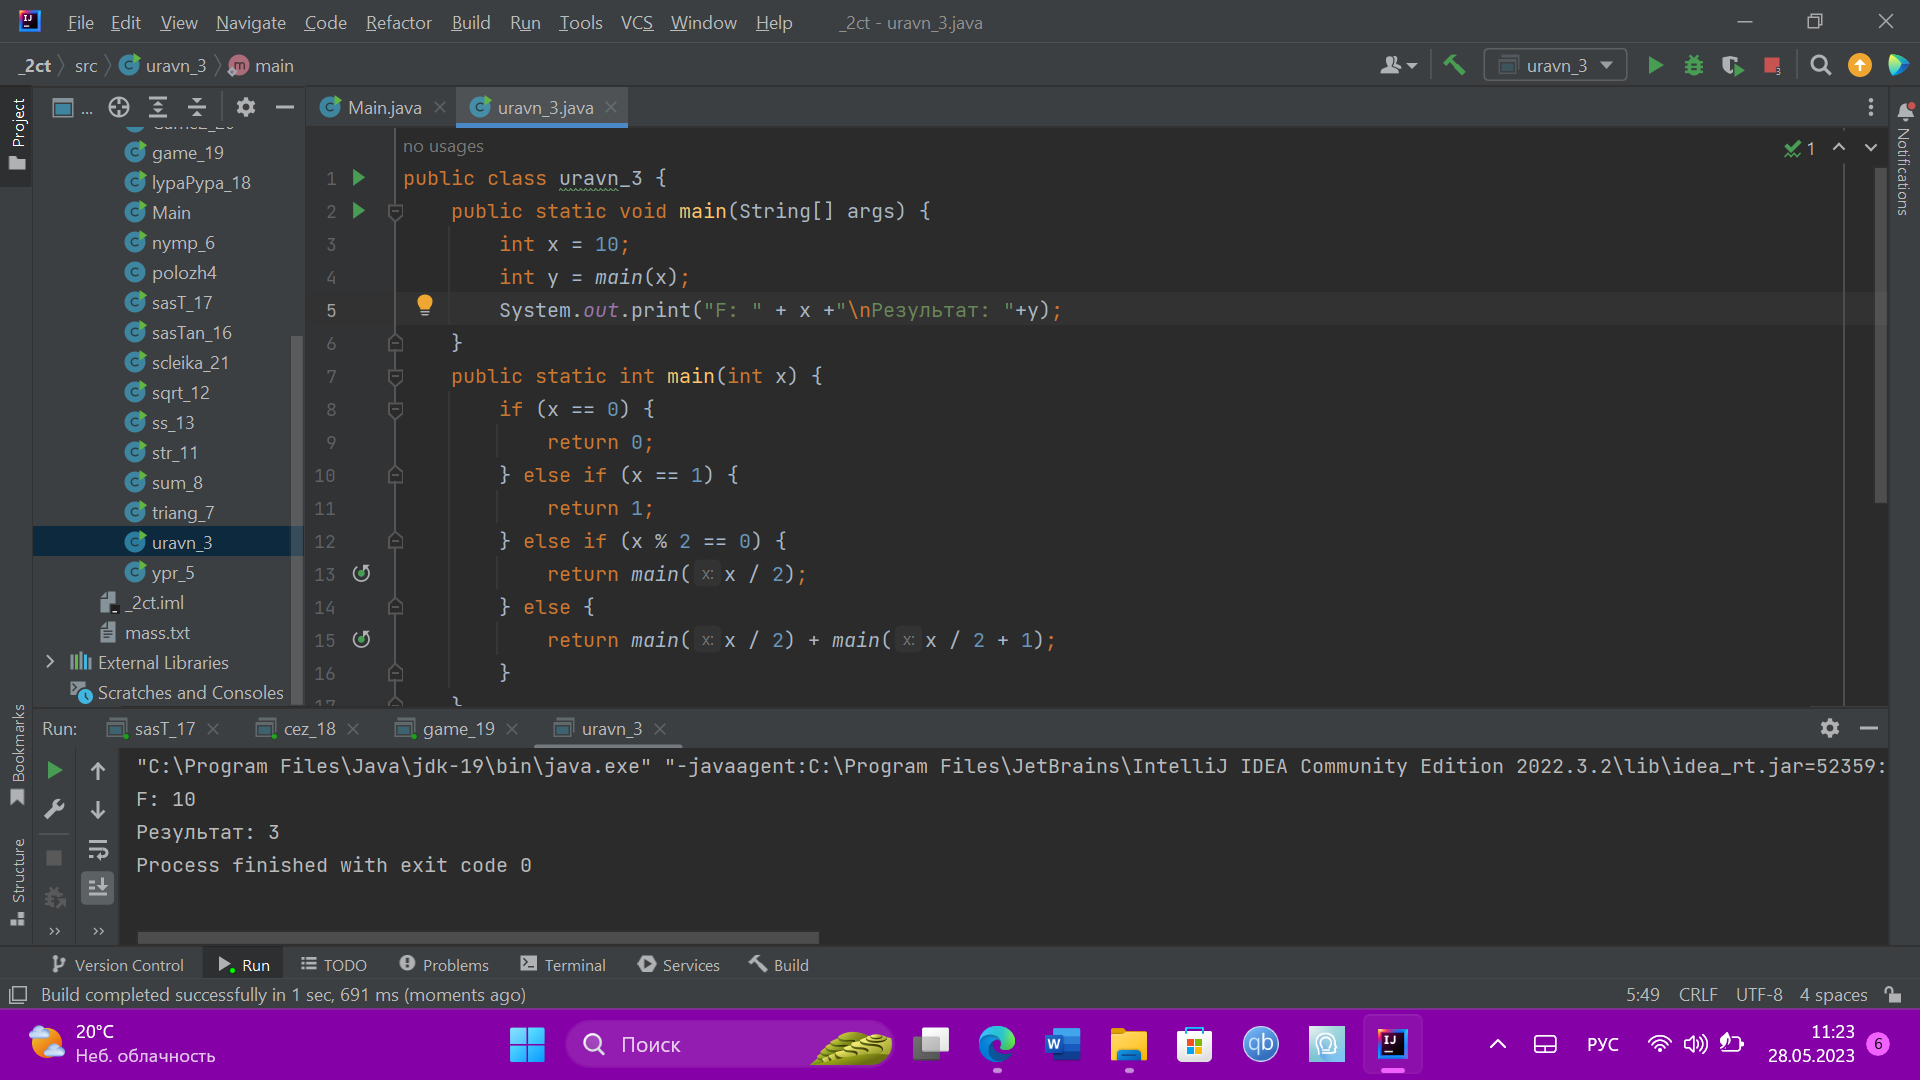 File Edit View Navigate Code Refactor Build Run Tools VCS Window Help _2ct - uravn_3.java
_2ct src uravn_3 main
uravn_3
Project
...
Main.java
uravn_3.java
game_19
lypaPypa_18
Main
nymp_6
polozh4
sasT_17
sasTan_16
scleika_21
sqrt_12
ss_13
str_11
sum_8
triang_7
uravn_3
ypr_5
_2ct.iml
mass.txt
External Libraries
Scratches and Consoles
no usages
1
1 public class uravn_3 {
2 public static void main(String[] args) {
3 int x = 10;
4 int y = main(x);
5 System.out.print("F: " + x +"\nРезультат: "+y);
6 }
7 public static int main(int x) {
8 if (x == 0) {
9 return 0;
10 } else if (x == 1) {
11 return 1;
12 } else if (x % 2 == 0) {
13 return main( x: x / 2);
14 } else {
15 return main( x: x / 2) + main( x: x / 2 + 1);
16 }
17 }
Notifications
Bookmarks
Structure
Run: sasT_17 cez_18 game_19 uravn_3
"C:\Program Files\Java\jdk-19\bin\java.exe" "-javaagent:C:\Program Files\JetBrains\IntelliJ IDEA Community Edition 2022.3.2\lib\idea_rt.jar=52359:
F: 10
Результат: 3
Process finished with exit code 0
Version Control Run TODO Problems Terminal Services Build
Build completed successfully in 1 sec, 691 ms (moments ago)
5:49 CRLF UTF-8 4 spaces
20°C
Неб. облачность
Поиск
W
qb
IJ
РУС
11:23
28.05.2023
6